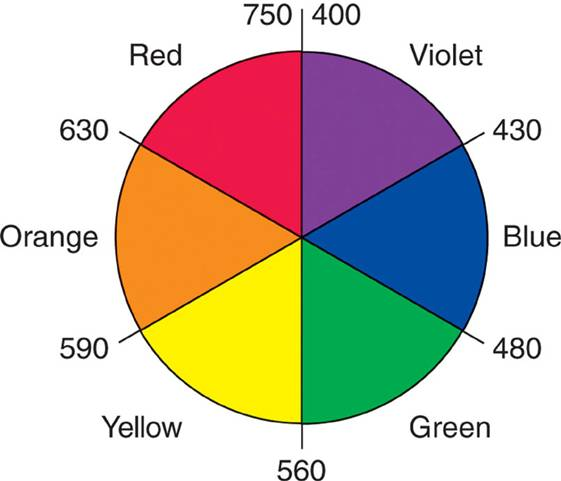 750 400
Red Violet
630 430
Orange Blue
590 480
Yellow Green
560